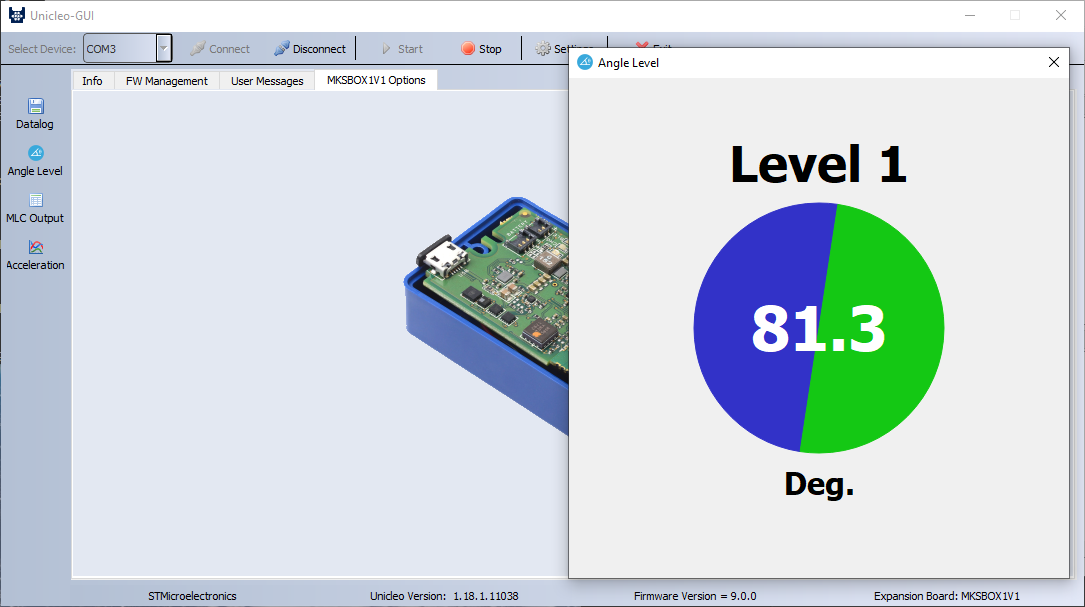 Unicleo-GUI
Select Device: COM3 Connect Disconnect Start Stop
Angle Level
Info FW Management User Messages MKSBOX1V1 Options
Datalog
Angle Level
MLC Output
Acceleration
Level 1
81.3
Deg.
STMicroelectronics Unicleo Version: 1.18.1.11038 Firmware Version = 9.0.0 Expansion Board: MKSBOX1V1